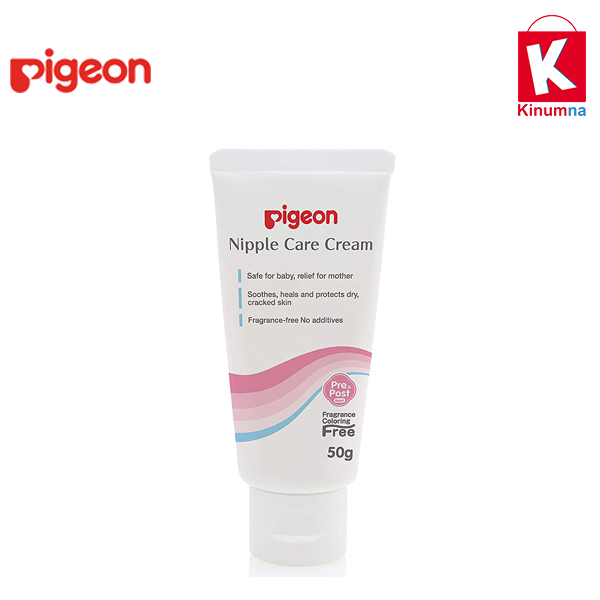 pigeon
K
Kinumna
pigeon
Nipple Care Cream
Safe for baby, relief for mother
Soothes, heals and protects dry,
cracked skin
Fragrance-free No additives
Pre &
Post
Fragrance
Coloring
Free
50g